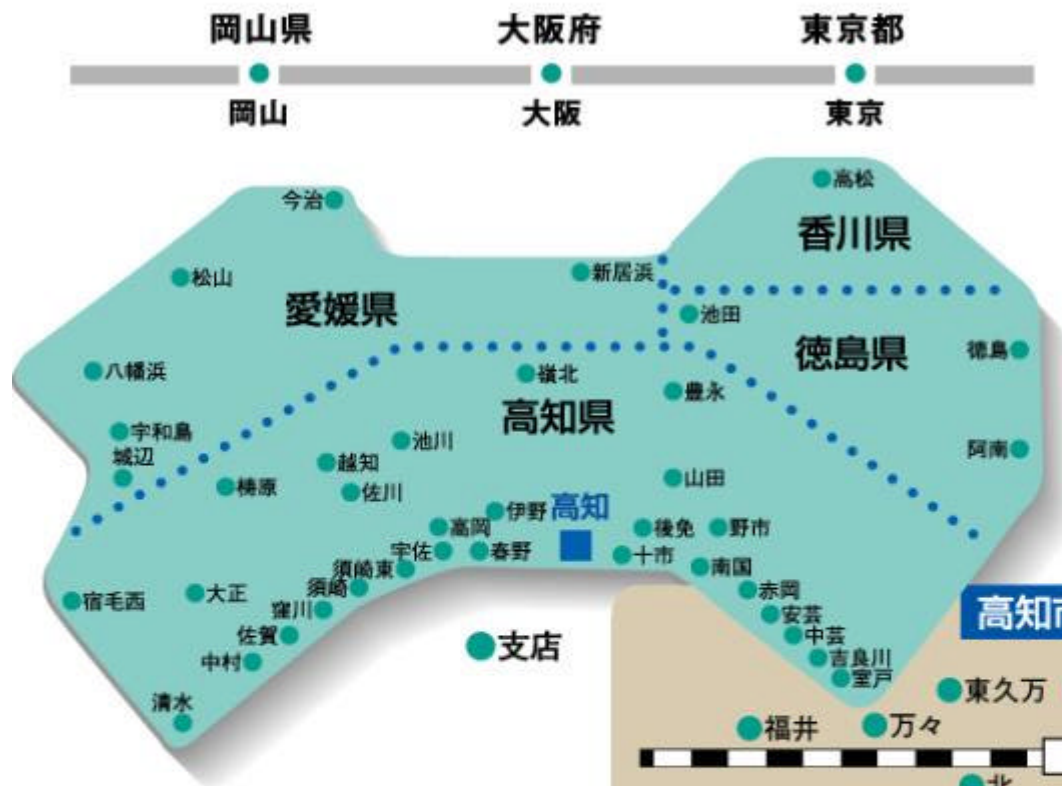 岡山県
大阪府
東京都
岡山
大阪
東京
今治
高松
香川県
松山
新居浜
愛媛県
池田
徳島県
徳島
八幡浜
嶺北
豊永
高知県
宇和島
池川
城辺
越知
阿南
梼原
佐川
山田
伊野
高知
高岡
後免
野市
宇佐
春野
十市
須崎東
南国
須崎
赤岡
宿毛西
大正
窪川
安芸
佐賀
中芸
支店
高知市
中村
吉良川
室戸
清水
東久万
福井
万々